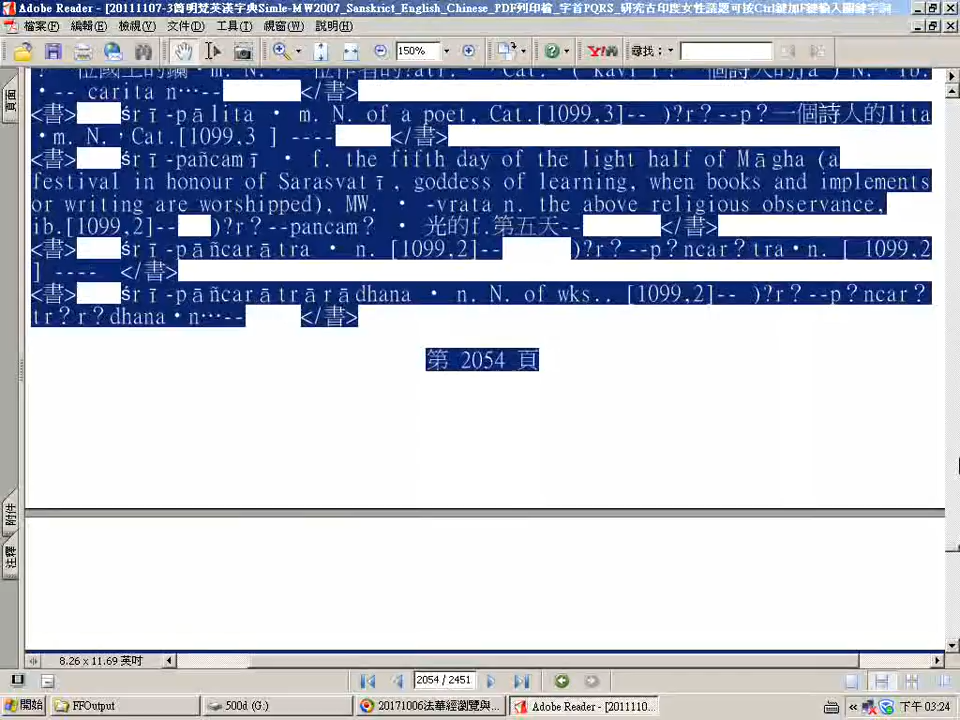 Adobe Reader - [20111107-3簡明梵英漢字典Simle-MW2007_Sanskrict_English_Chinese_PDF列印檔_字首PQRS_研究古印度女性議題可按Ctrl鍵加F鍵輸入關鍵字詞
檔案(F) 編輯(E) 檢視(V) 文件(D) 工具(T) 視窗(W) 說明(H)
150% 尋找:
頁面
‧-- carita n…-- </書>
<書> śrī-pālita ‧ m. N. of a poet, Cat.[1099,3]-- )?r?--p?一個詩人的lita
‧m. N.‧Cat.[1099,3 ] ---- </書>
<書> śrī-pañcamī ‧ f. the fifth day of the light half of Māgha (a
festival in honour of Sarasvatī, goddess of learning, when books and implements
or writing are worshipped), MW. ‧ -vrata n. the above religious observance,
ib.[1099,2]-- )?r?--pancam? ‧ 光的f.第五天-- </書>
<書> śrī-pāñcarātra ‧ n. [1099,2]-- )?r?--p?ncar?tra‧n. [ 1099,2
] ---- </書>
<書> śrī-pāñcarātrārādhana ‧ n. N. of wks.. [1099,2]-- )?r?--p?ncar?
tr?r?dhana‧n…-- </書>
第 2054 頁
附件
注釋
8.26 x 11.69 英吋
2054 / 2451
開始 FFOutput 500d (G:) 20171006法華經瀏覽與... Adobe Reader - [2011110... 下午 03:24